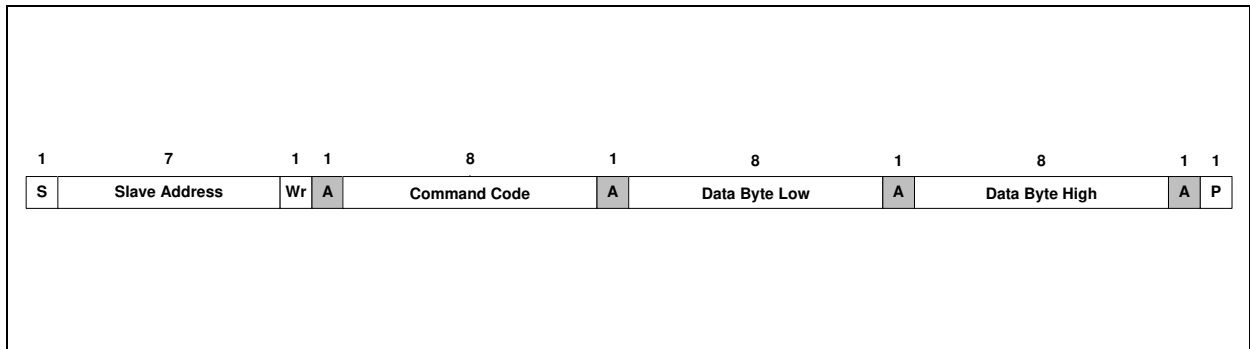 1 7 1 1 8 1 8 1 8 1 1
S Slave Address Wr A Command Code A Data Byte Low A Data Byte High A P